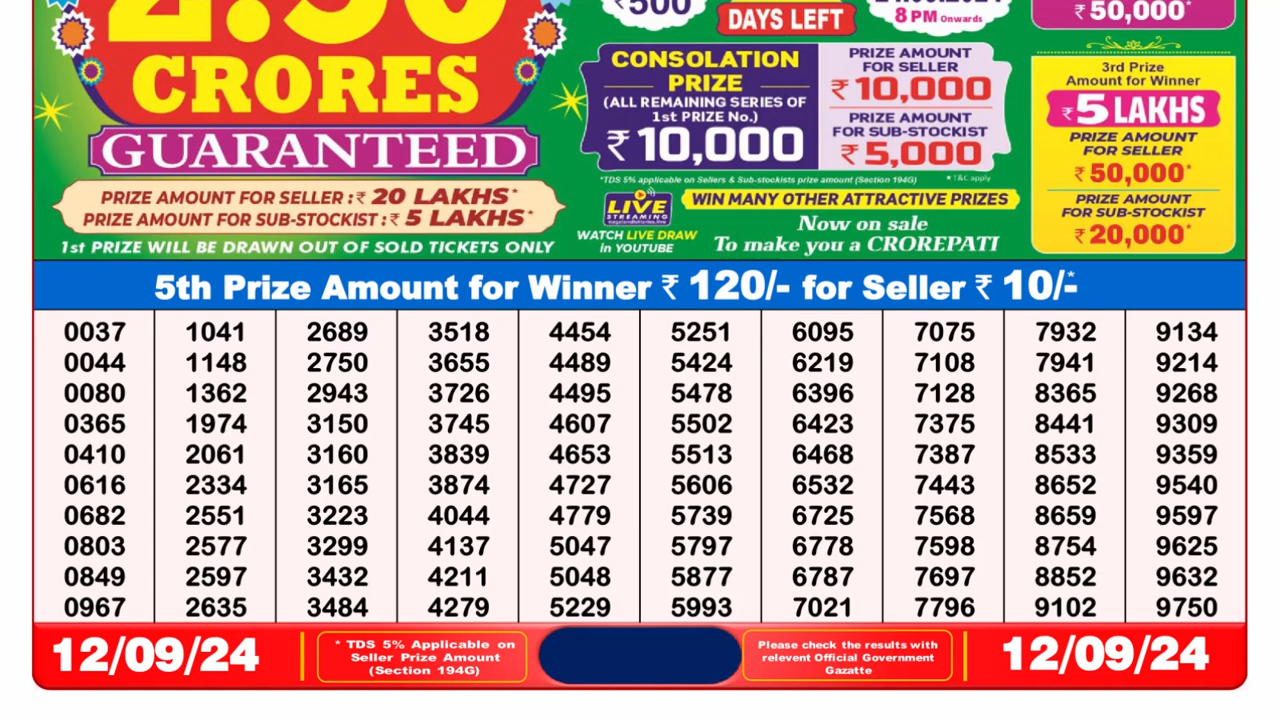 CRORES
GUARANTEED
PRIZE AMOUNT FOR SELLER : ₹ 20 LAKHS*
PRIZE AMOUNT FOR SUB-STOCKIST : ₹ 5 LAKHS*
1st PRIZE WILL BE DRAWN OUT OF SOLD TICKETS ONLY
₹500
DAYS LEFT
8 PM Onwards
CONSOLATION
PRIZE
(ALL REMAINING SERIES OF
1st PRIZE No.)
₹ 10,000
PRIZE AMOUNT
FOR SELLER
₹ 10,000
PRIZE AMOUNT
FOR SUB-STOCKIST
₹ 5,000
*TDS 5% applicable on Sellers & Sub-stockists prize amount (Section 194G)
* T&C apply
LIVE
STREAMING
WATCH LIVE DRAW
in YOUTUBE
WIN MANY OTHER ATTRACTIVE PRIZES
Now on sale
To make you a CROREPATI
₹ 50,000*
3rd Prize
Amount for Winner
₹ 5 LAKHS
PRIZE AMOUNT
FOR SELLER
₹ 50,000*
PRIZE AMOUNT
FOR SUB-STOCKIST
₹ 20,000*
5th Prize Amount for Winner ₹ 120/- for Seller ₹ 10/-*
0037 1041 2689 3518 4454 5251 6095 7075 7932 9134
0044 1148 2750 3655 4489 5424 6219 7108 7941 9214
0080 1362 2943 3726 4495 5478 6396 7128 8365 9268
0365 1974 3150 3745 4607 5502 6423 7375 8441 9309
0410 2061 3160 3839 4653 5513 6468 7387 8533 9359
0616 2334 3165 3874 4727 5606 6532 7443 8652 9540
0682 2551 3223 4044 4779 5739 6725 7568 8659 9597
0803 2577 3299 4137 5047 5797 6778 7598 8754 9625
0849 2597 3432 4211 5048 5877 6787 7697 8852 9632
0967 2635 3484 4279 5229 5993 7021 7796 9102 9750
12/09/24
* TDS 5% Applicable on
Seller Prize Amount
(Section 194G)
Please check the results with
relevent Official Government
Gazatte
12/09/24